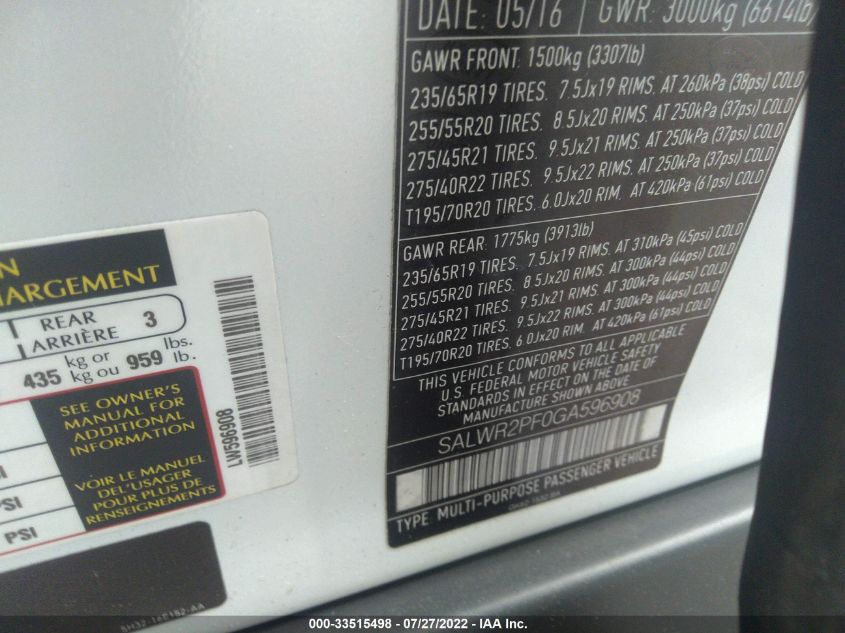 DATE: 05/16 GWR: 3000kg (6614lb)
GAWR FRONT: 1500kg (3307lb)
235/65R19 TIRES. 7.5Jx19 RIMS. AT 260kPa (38psi) COLD
255/55R20 TIRES. 8.5Jx20 RIMS. AT 250kPa (37psi) COLD
275/45R21 TIRES. 9.5Jx21 RIMS. AT 250kPa (37psi) COLD
275/40R22 TIRES. 9.5Jx22 RIMS. AT 250kPa (37psi) COLD
T195/70R20 TIRES. 6.0Jx20 RIM. AT 420kPa (61psi) COLD
GAWR REAR: 1775kg (3913lb)
235/65R19 TIRES. 7.5Jx19 RIMS. AT 310kPa (45psi) COLD
255/55R20 TIRES. 8.5Jx20 RIMS. AT 300kPa (44psi) COLD
275/45R21 TIRES. 9.5Jx21 RIMS. AT 300kPa (44psi) COLD
275/40R22 TIRES. 9.5Jx22 RIMS. AT 300kPa (44psi) COLD
T195/70R20 TIRES. 6.0Jx20 RIM. AT 420kPa (61psi) COLD
THIS VEHICLE CONFORMS TO ALL APPLICABLE
U.S. FEDERAL MOTOR VEHICLE SAFETY
STANDARDS IN EFFECT ON THE DATE OF
MANUFACTURE SHOWN ABOVE.
SALWR2PF0GA596908
TYPE: MULTI-PURPOSE PASSENGER VEHICLE
N
HARGEMENT
REAR 3
ARRIÈRE
435 kg or 959 lbs.
kg ou lb.
SEE OWNER'S
MANUAL FOR
ADDITIONAL
INFORMATION
VOIR LE MANUEL
DEL'USAGER
POUR PLUS DE
RENSEIGNEMENTS
PSI
PSI
LW596908
000-33515498 - 07/27/2022 - IAA Inc.